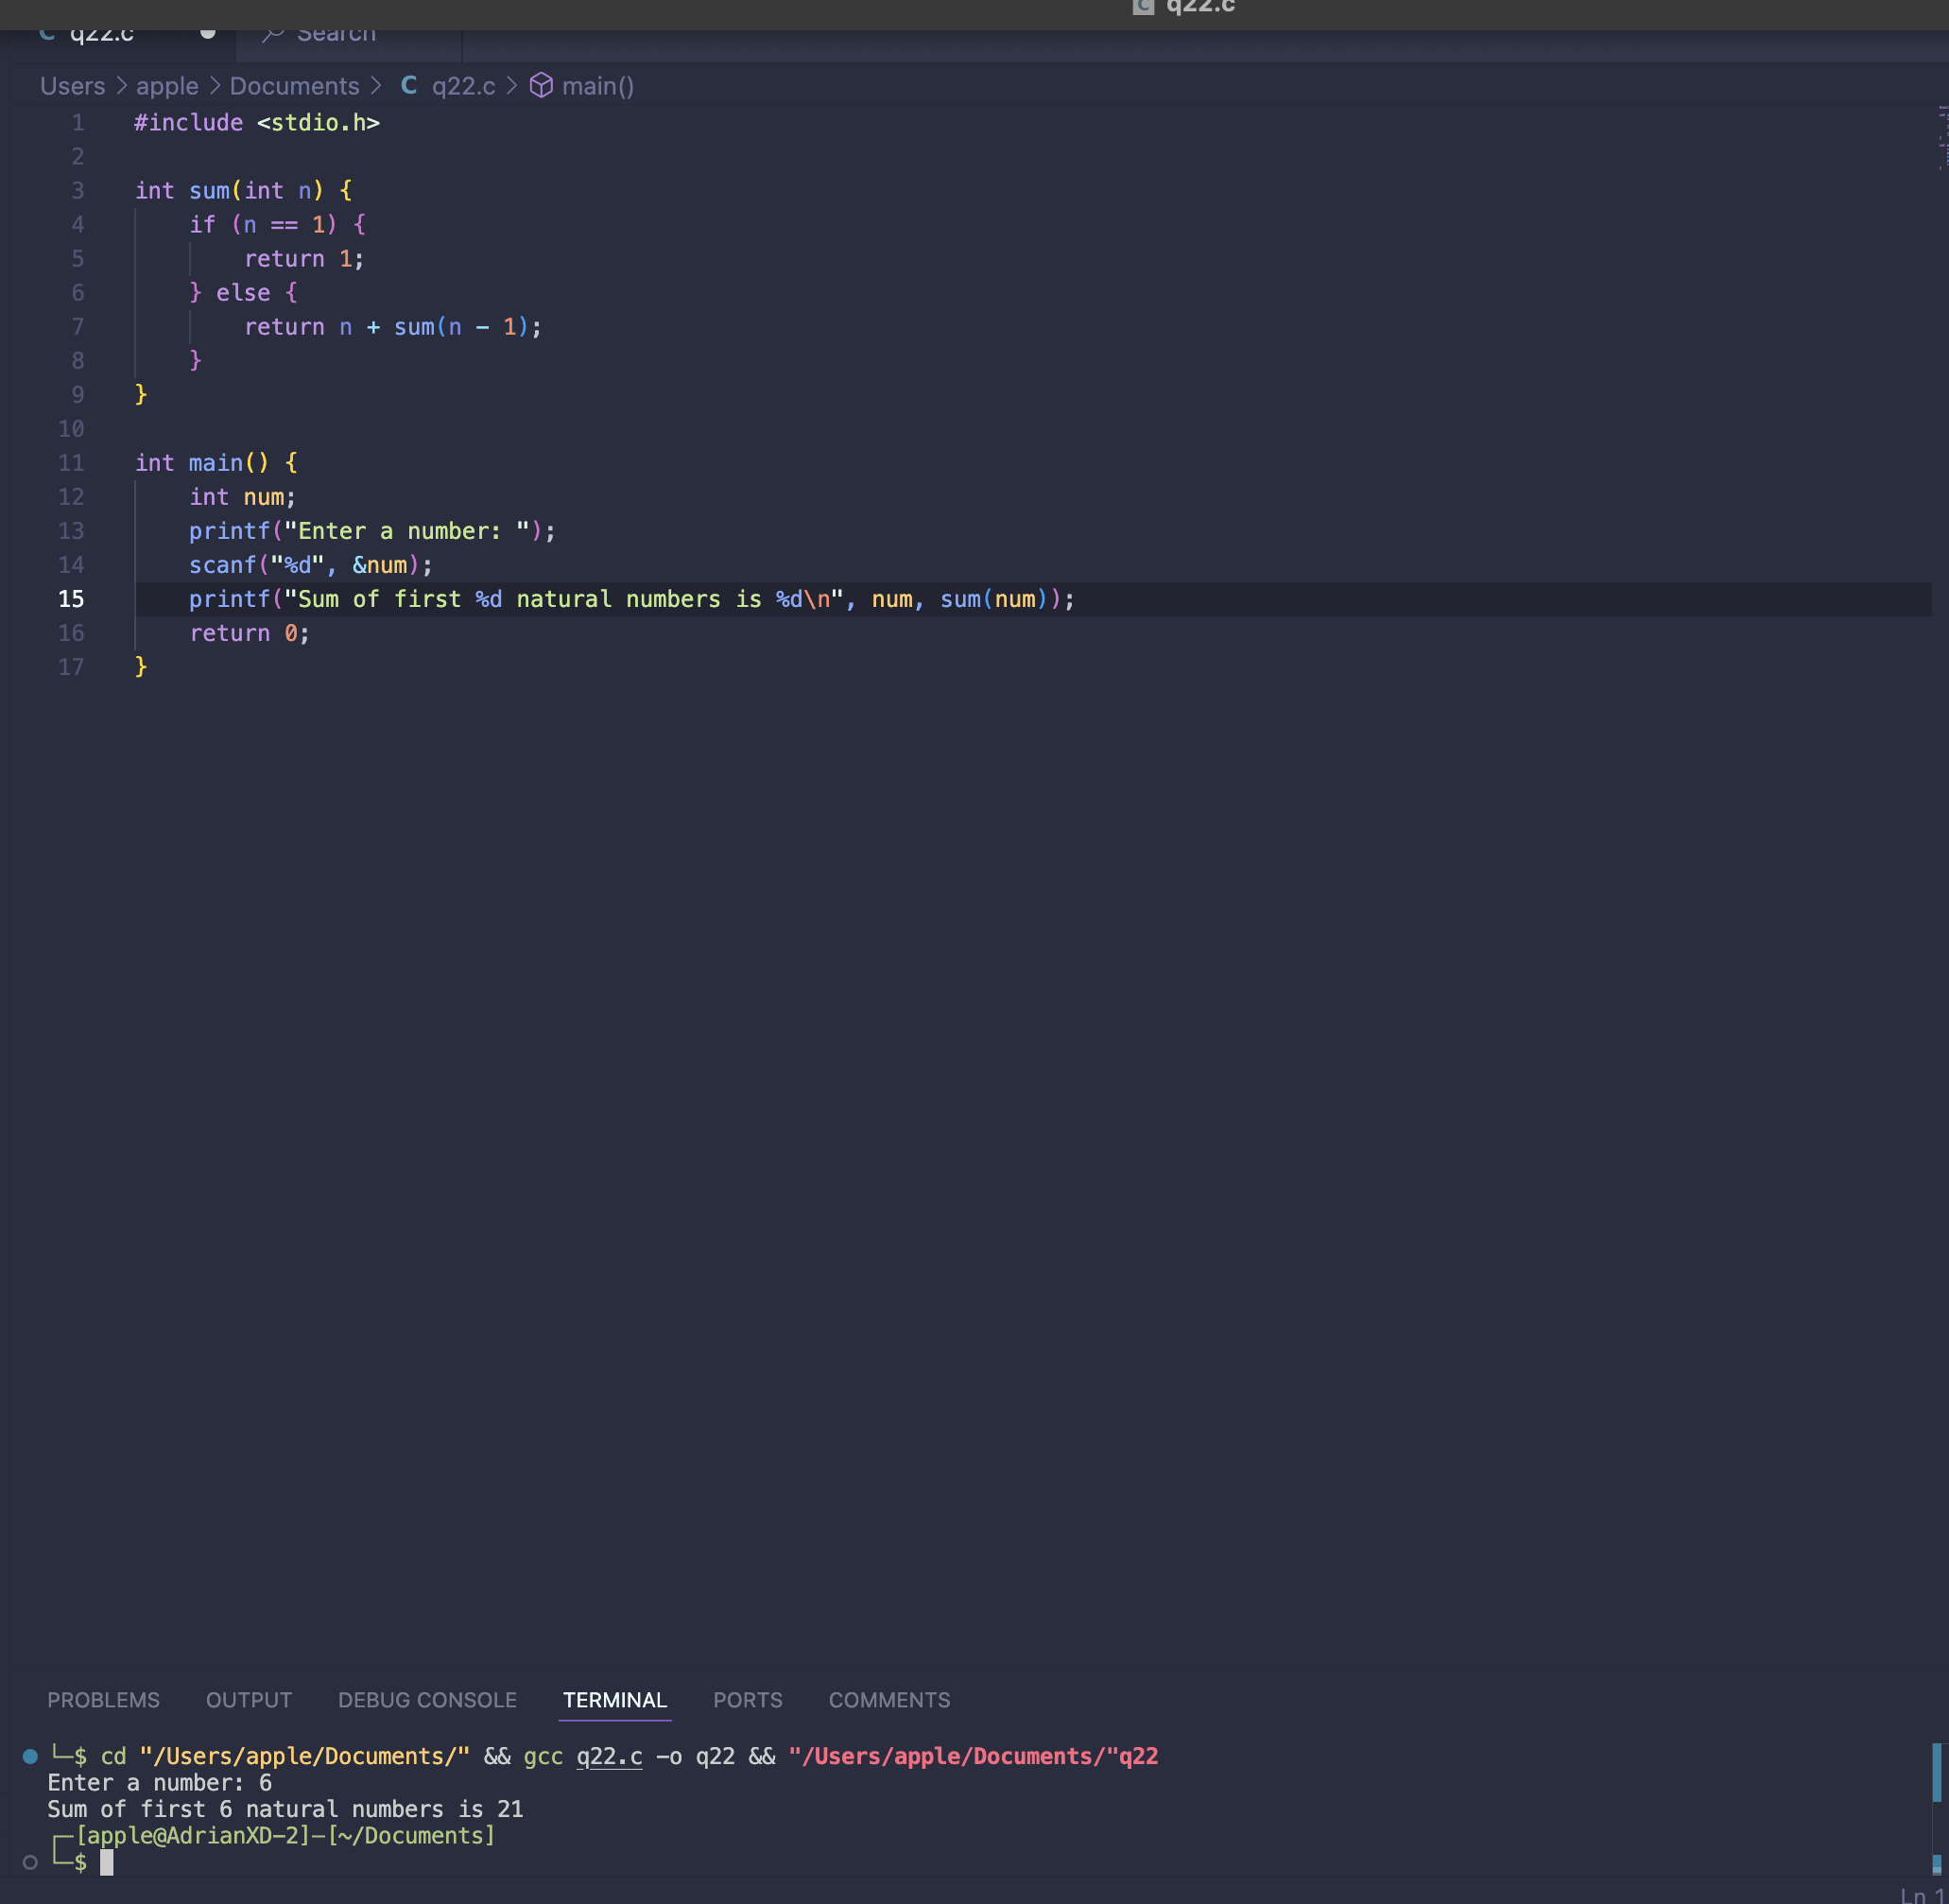 q22.c
q22.c Search
Users > apple > Documents > C q22.c > main()
1 #include <stdio.h>
2
3 int sum(int n) {
4     if (n == 1) {
5         return 1;
6     } else {
7         return n + sum(n - 1);
8     }
9 }
10
11 int main() {
12     int num;
13     printf("Enter a number: ");
14     scanf("%d", &num);
15     printf("Sum of first %d natural numbers is %d\n", num, sum(num));
16     return 0;
17 }
PROBLEMS OUTPUT DEBUG CONSOLE TERMINAL PORTS COMMENTS
└─$ cd "/Users/apple/Documents/" && gcc q22.c -o q22 && "/Users/apple/Documents/"q22
Enter a number: 6
Sum of first 6 natural numbers is 21
┌─[apple@AdrianXD-2]-[~/Documents]
└─$
Ln 1